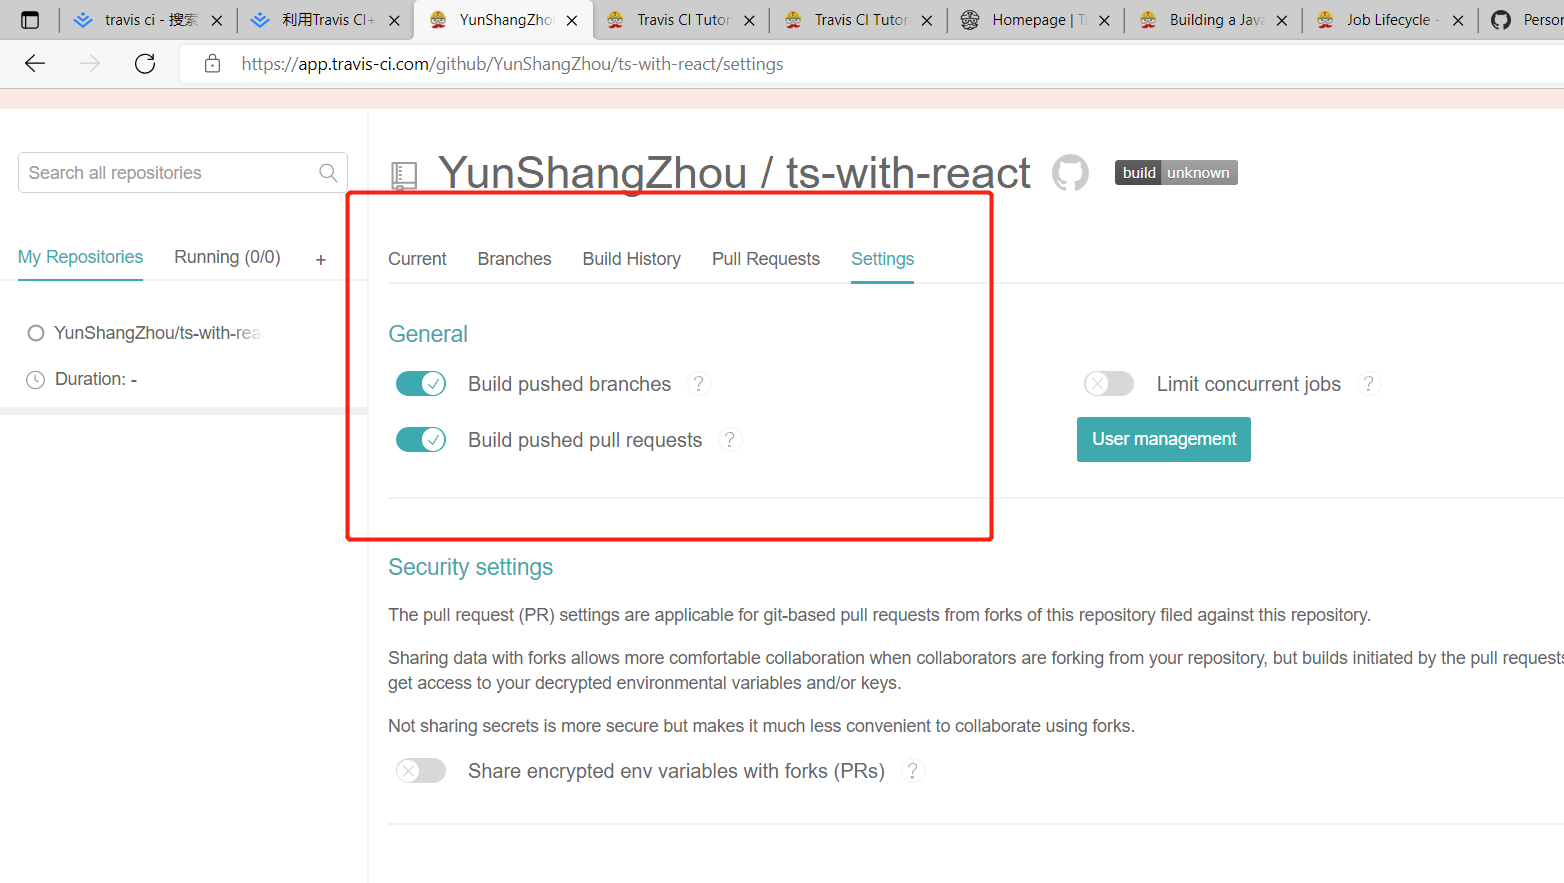 travis ci - 搜索
利用Travis CI+
YunShangZho
Travis CI Tutor
Travis CI Tutor
Homepage | T
Building a Java
Job Lifecycle -
Person
https://app.travis-ci.com/github/YunShangZhou/ts-with-react/settings
Search all repositories
YunShangZhou / ts-with-react
build unknown
My Repositories
Running (0/0)
+
Current
Branches
Build History
Pull Requests
Settings
YunShangZhou/ts-with-rea
Duration: -
General
Build pushed branches ?
Limit concurrent jobs ?
Build pushed pull requests ?
User management
Security settings
The pull request (PR) settings are applicable for git-based pull requests from forks of this repository filed against this repository.
Sharing data with forks allows more comfortable collaboration when collaborators are forking from your repository, but builds initiated by the pull requests
get access to your decrypted environmental variables and/or keys.
Not sharing secrets is more secure but makes it much less convenient to collaborate using forks.
Share encrypted env variables with forks (PRs) ?